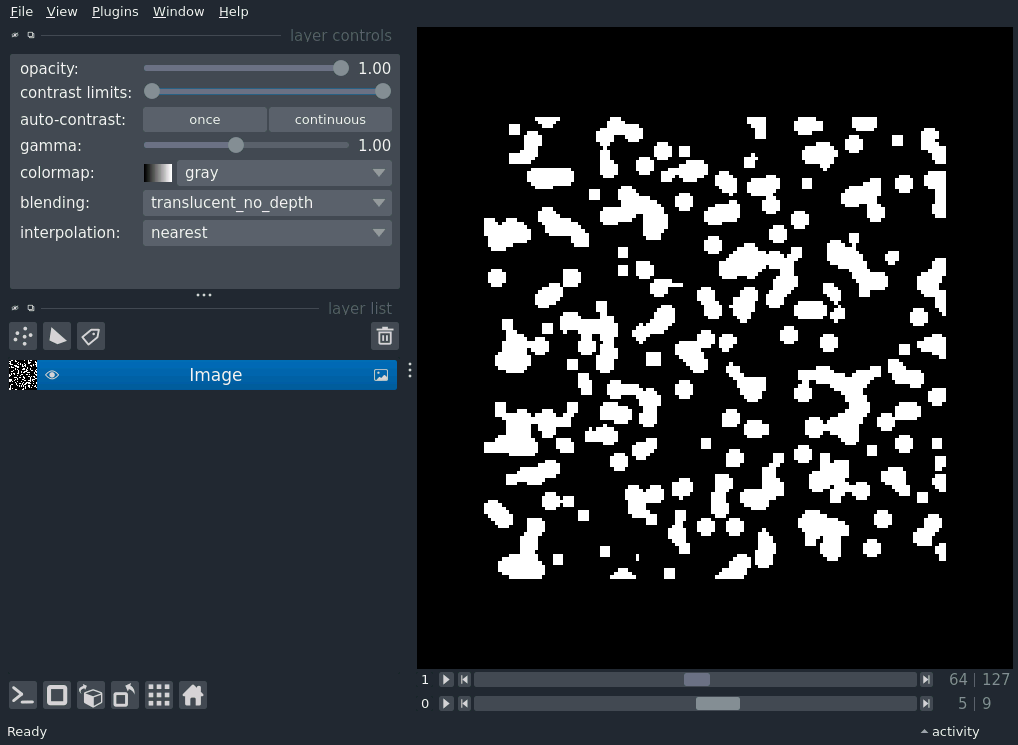 File View Plugins Window Help
layer controls
opacity: 1.00
contrast limits:
auto-contrast: once continuous
gamma: 1.00
colormap: gray
blending: translucent_no_depth
interpolation: nearest
layer list
Image
1 64 | 127
0 5 | 9
Ready activity